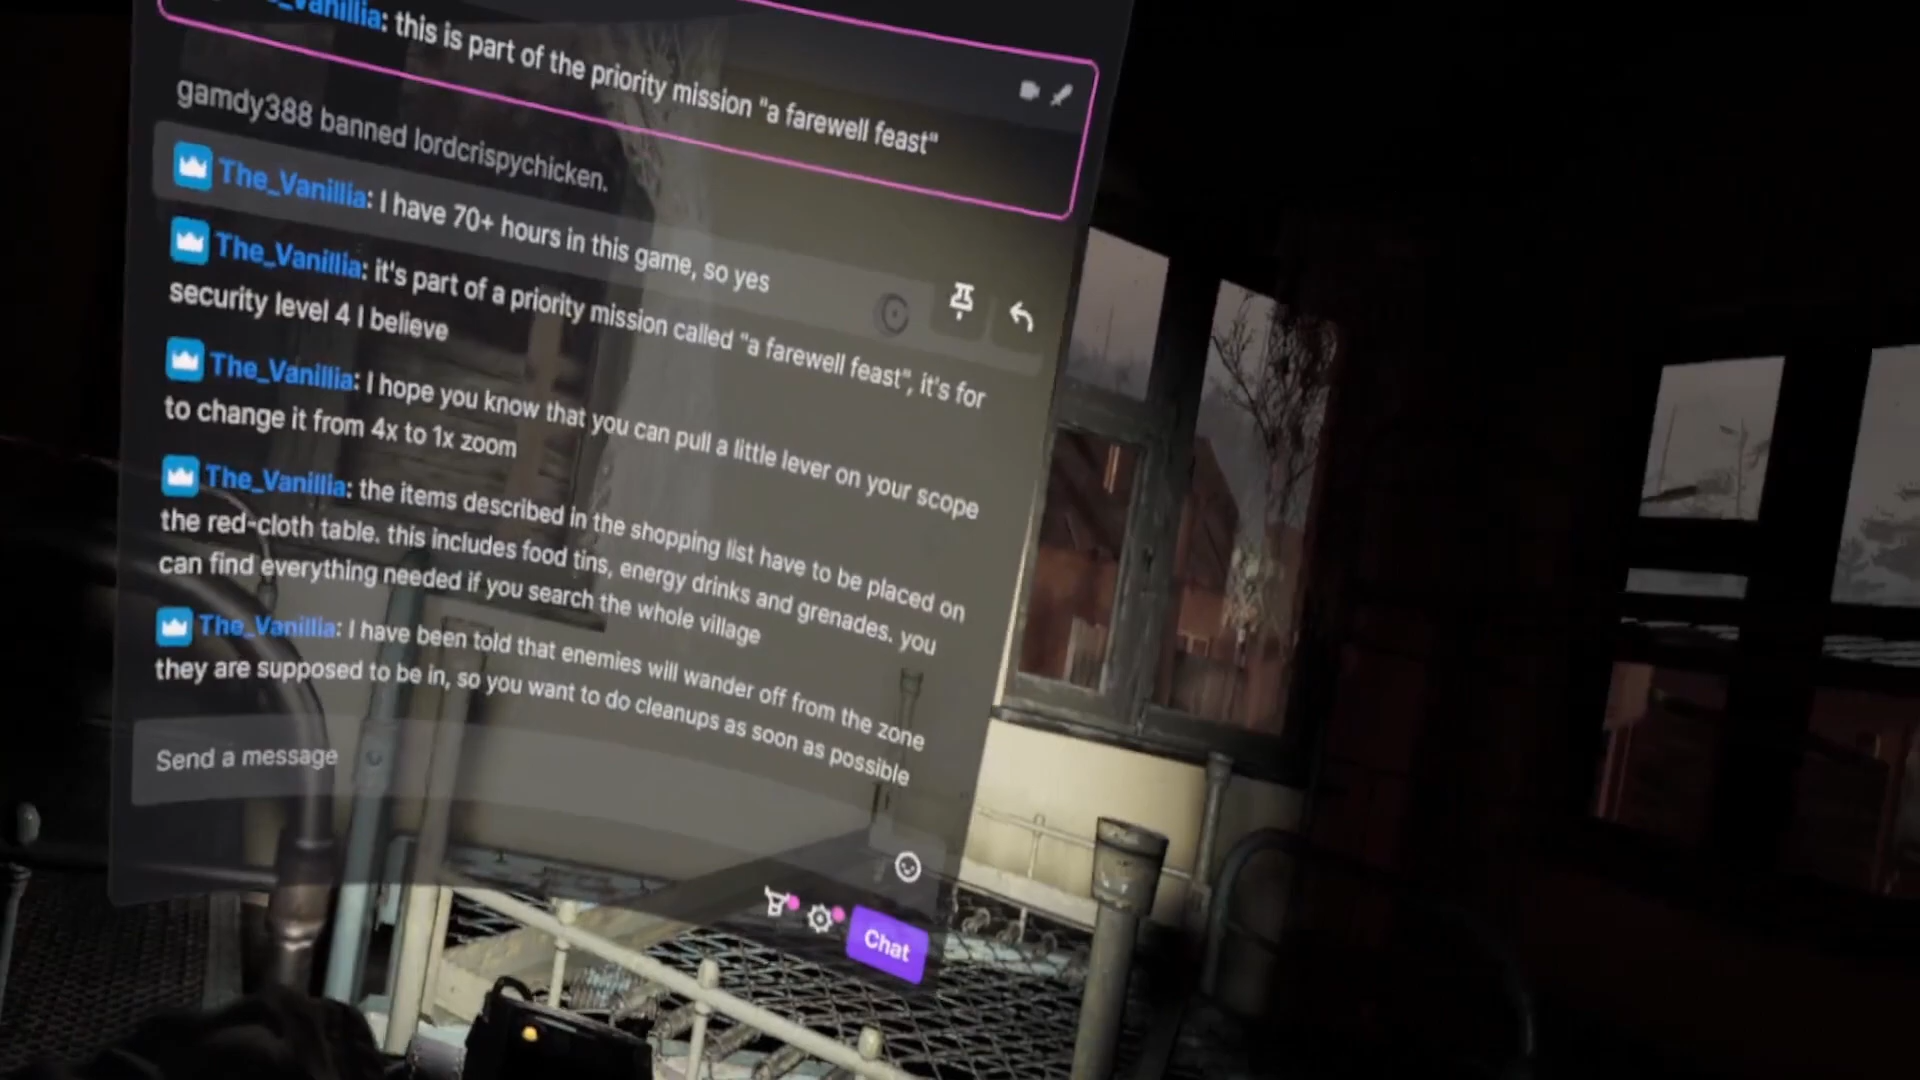 Vanillia: this is part of the priority mission "a farewell feast"
gamdy388 banned lordcrispychicken.
The_Vanillia: I have 70+ hours in this game, so yes
The_Vanillia: it's part of a priority mission called "a farewell feast", it's for
security level 4 I believe
The_Vanillia: I hope you know that you can pull a little lever on your scope
to change it from 4x to 1x zoom
The_Vanillia: the items described in the shopping list have to be placed on
the red-cloth table. this includes food tins, energy drinks and grenades. you
can find everything needed if you search the whole village
The_Vanillia: I have been told that enemies will wander off from the zone
they are supposed to be in, so you want to do cleanups as soon as possible
Send a message
Chat